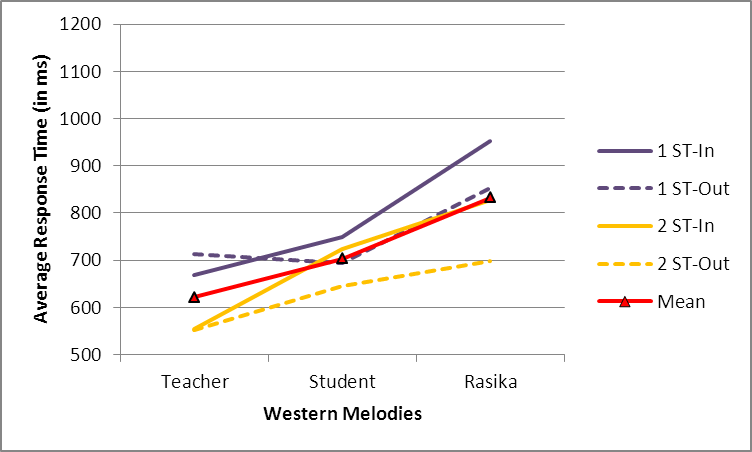 1200
1100
1000
900
800
700
600
500
Average Response Time (in ms)
Teacher
Student
Rasika
Western Melodies
1 ST-In
1 ST-Out
2 ST-In
2 ST-Out
Mean